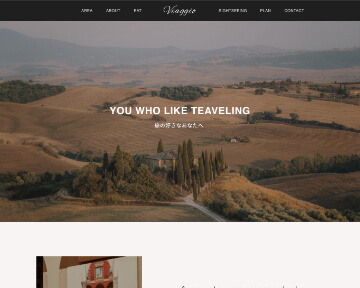 AREA ABOUT EAT Viaggio SIGHTSEEING PLAN CONTACT
YOU WHO LIKE TEAVELING
旅の好きなあなたへ